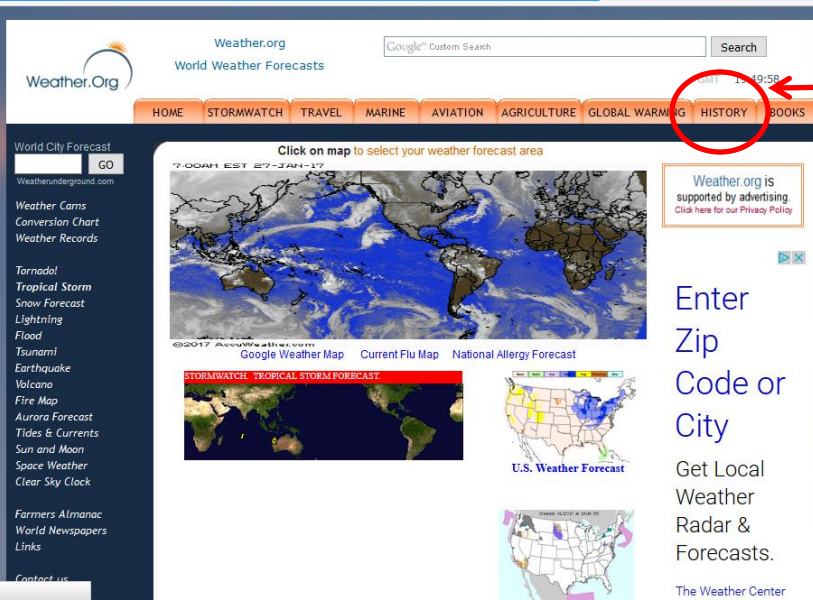 Weather.Org
Weather.org
World Weather Forecasts
Google™ Custom Search
Search
GMT 19:49:58
HOME STORMWATCH TRAVEL MARINE AVIATION AGRICULTURE GLOBAL WARMING HISTORY BOOKS
World City Forecast
GO
Weatherunderground.com
Weather Cams
Conversion Chart
Weather Records
Tornado!
Tropical Storm
Snow Forecast
Lightning
Flood
Tsunami
Earthquake
Volcano
Fire Map
Aurora Forecast
Tides & Currents
Sun and Moon
Space Weather
Clear Sky Clock
Farmers Almanac
World Newspapers
Links
Contact us
Click on map to select your weather forecast area
7:00AM EST 27-JAN-17
©2017 AccuWeather.com
Google Weather Map Current Flu Map National Allergy Forecast
STORMWATCH. TROPICAL STORM FORECAST.
U.S. Weather Forecast
Weather.org is
supported by advertising.
Click here for our Privacy Policy
Enter
Zip
Code or
City
Get Local
Weather
Radar &
Forecasts.
The Weather Center